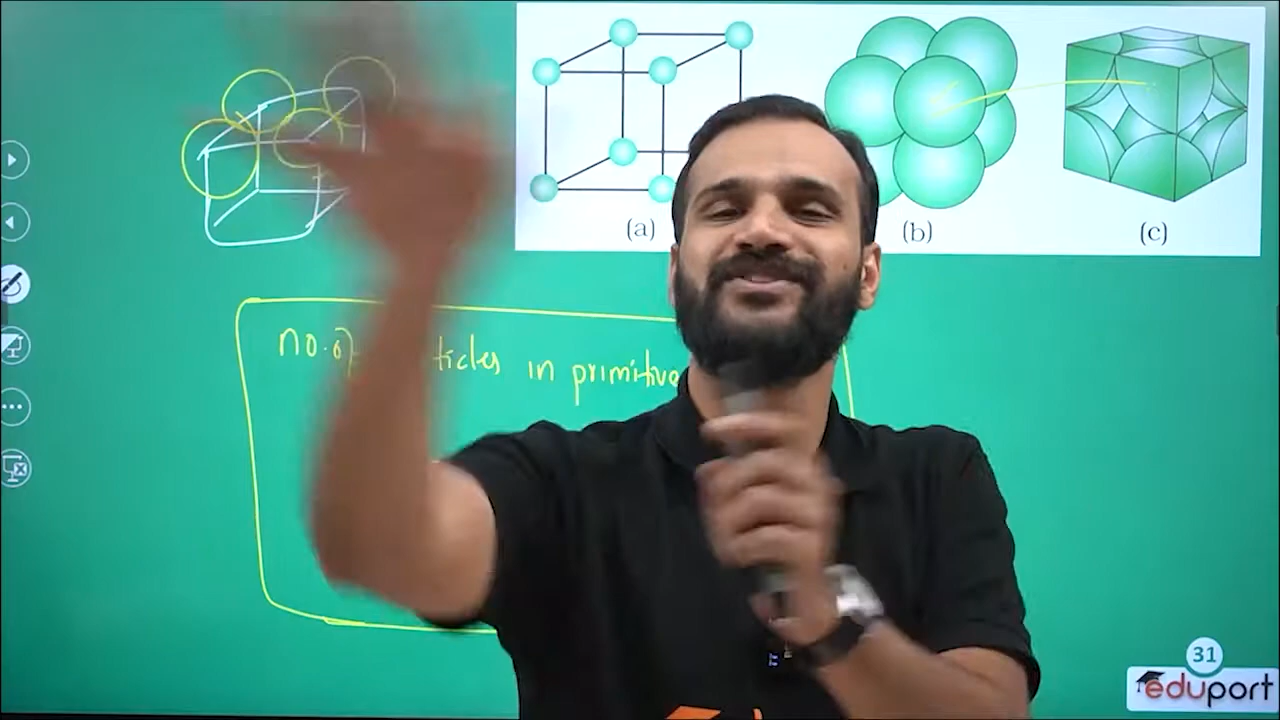 (a)
(b)
(c)
no. of ticles in primitive
31
eduport